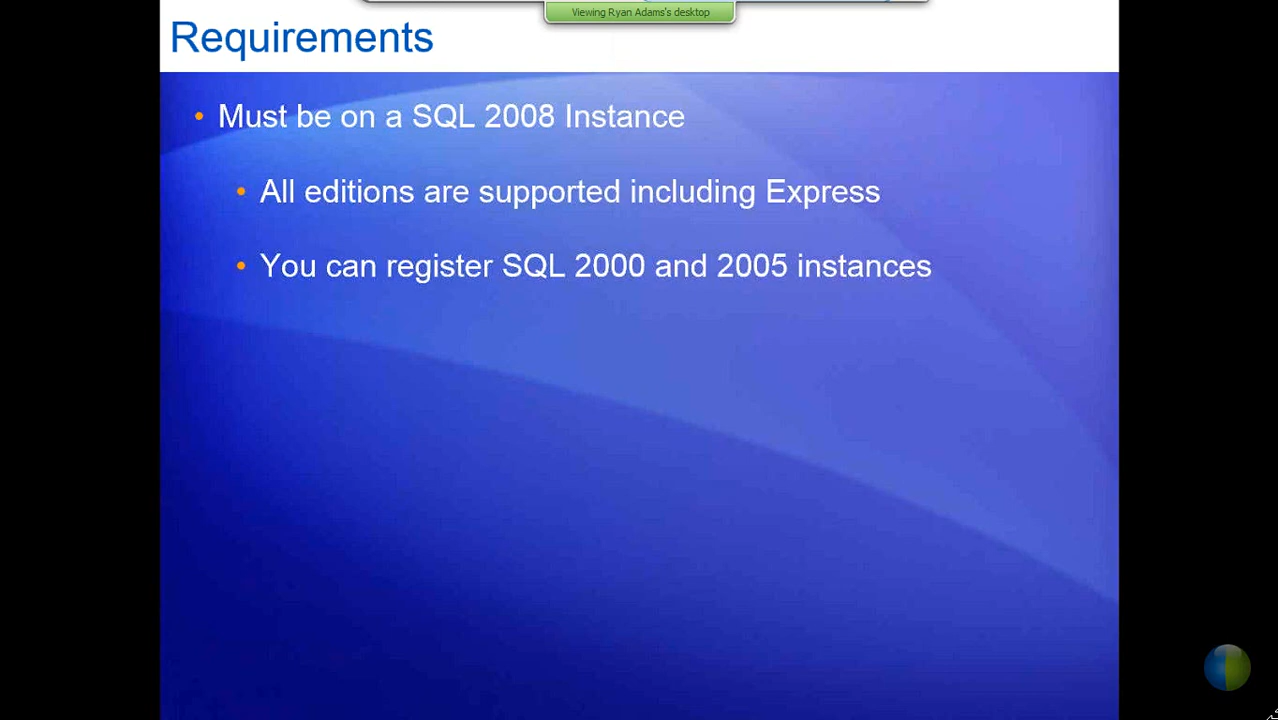 Viewing Ryan Adams's desktop
Requirements
• Must be on a SQL 2008 Instance
• All editions are supported including Express
• You can register SQL 2000 and 2005 instances